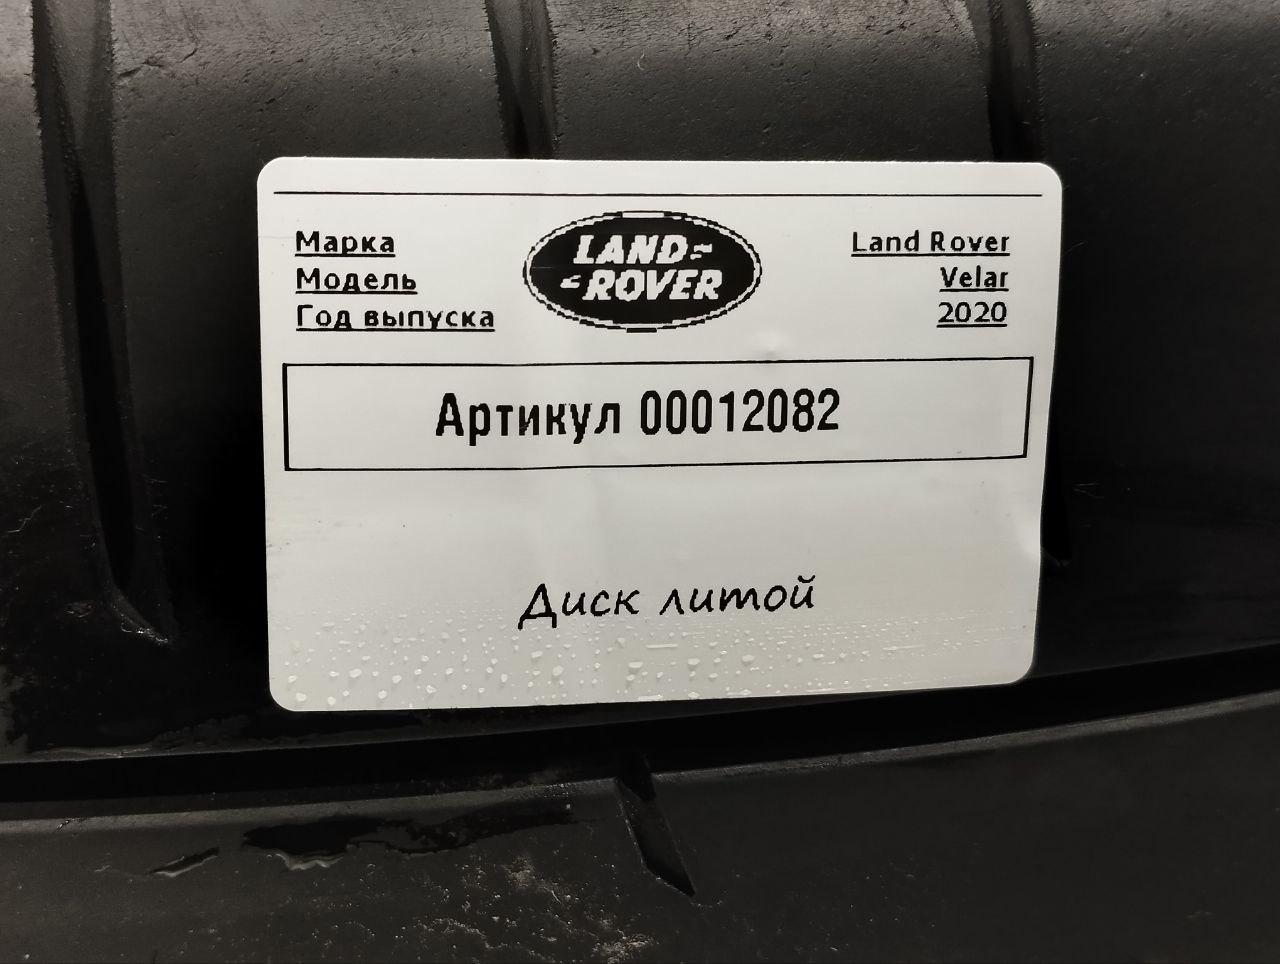 Марка
Модель
Год выпуска
LAND-
-ROVER
Land Rover
Velar
2020
Артикул 00012082
Диск литой